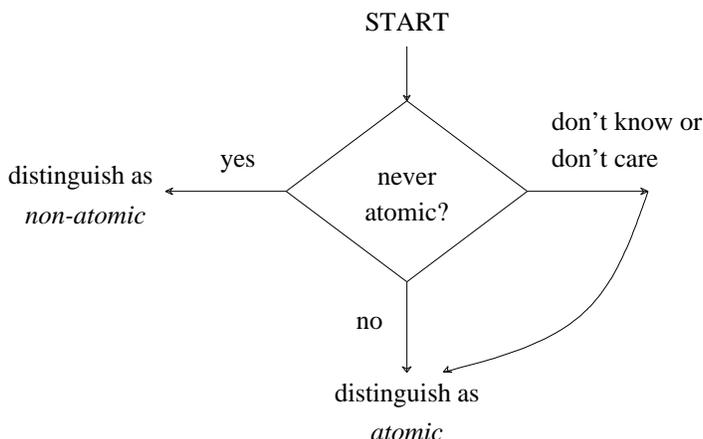 START
don't know or
don't care
yes
distinguish as
non-atomic
never
atomic?
no
distinguish as
atomic